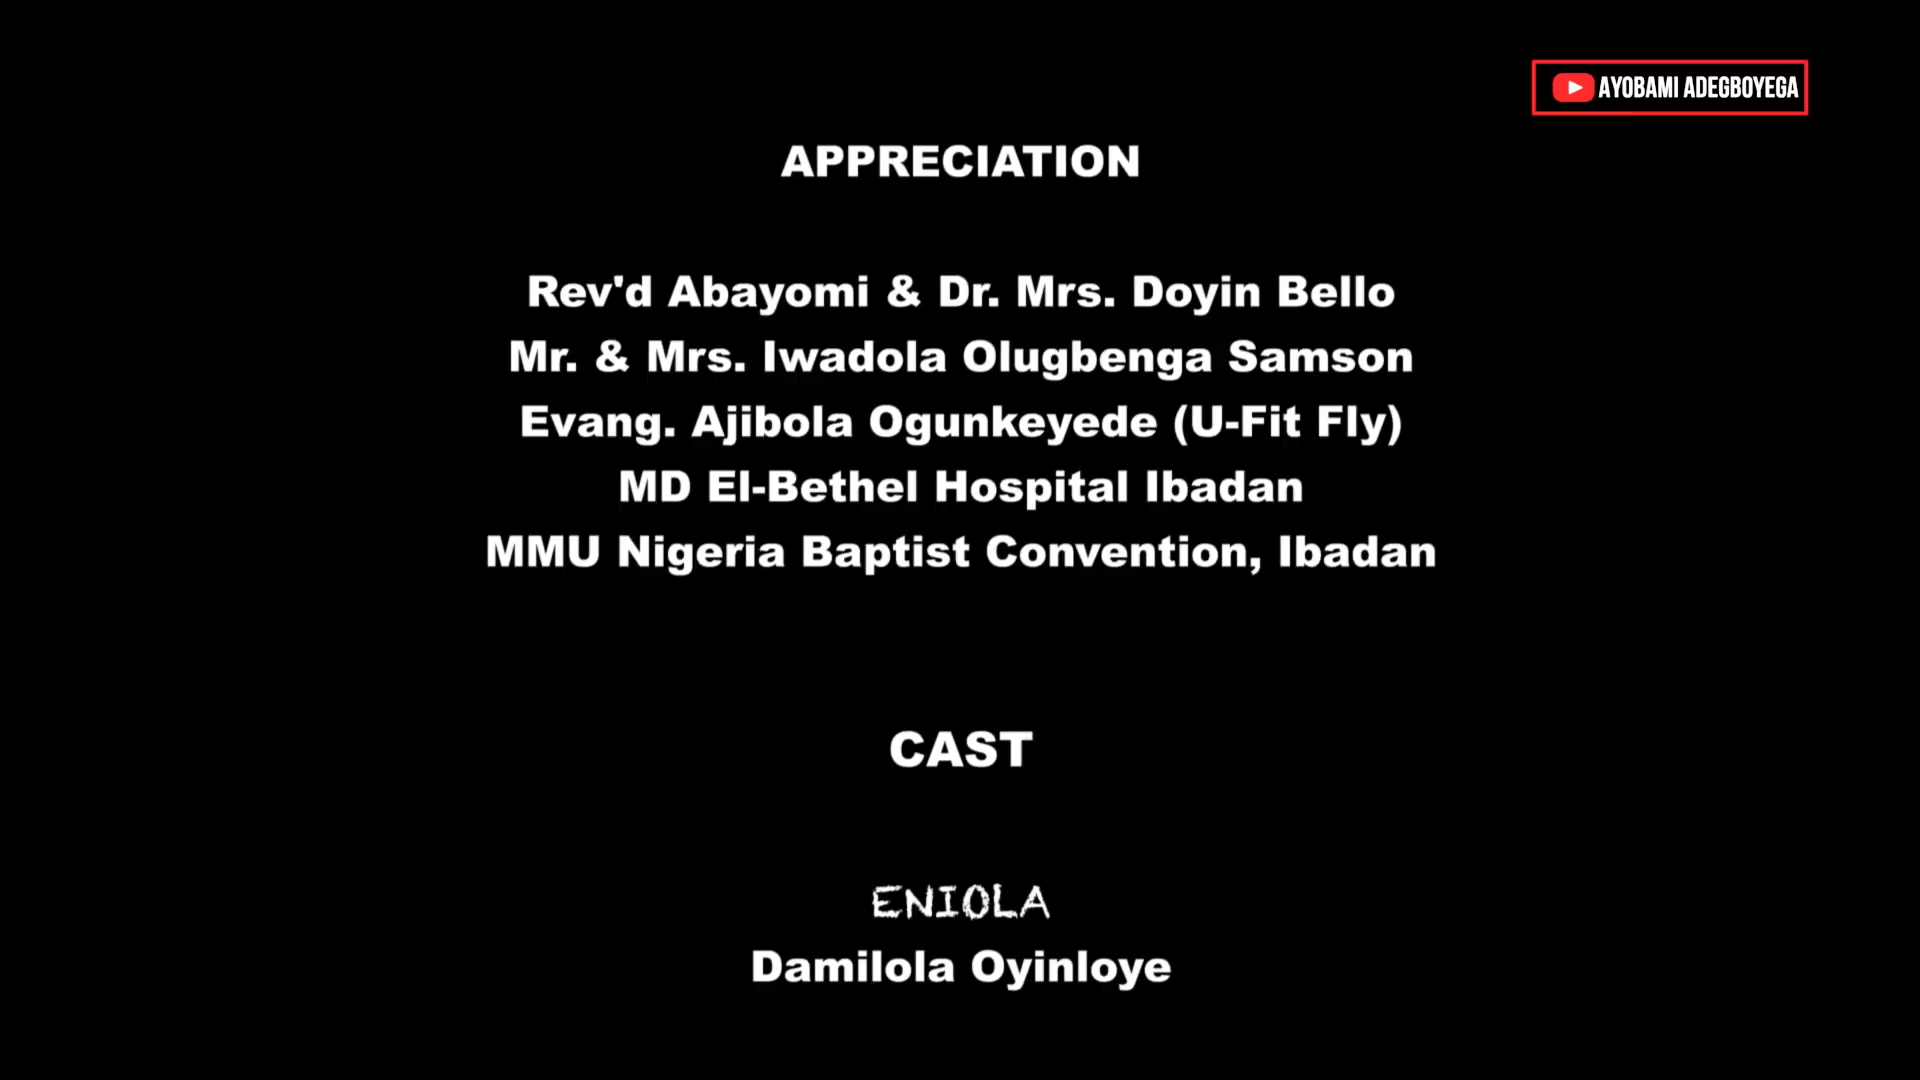 AYOBAMI ADEGBOYEGA
APPRECIATION
Rev'd Abayomi & Dr. Mrs. Doyin Bello
Mr. & Mrs. Iwadola Olugbenga Samson
Evang. Ajibola Ogunkeyede (U-Fit Fly)
MD El-Bethel Hospital Ibadan
MMU Nigeria Baptist Convention, Ibadan
CAST
ENIOLA
Damilola Oyinloye